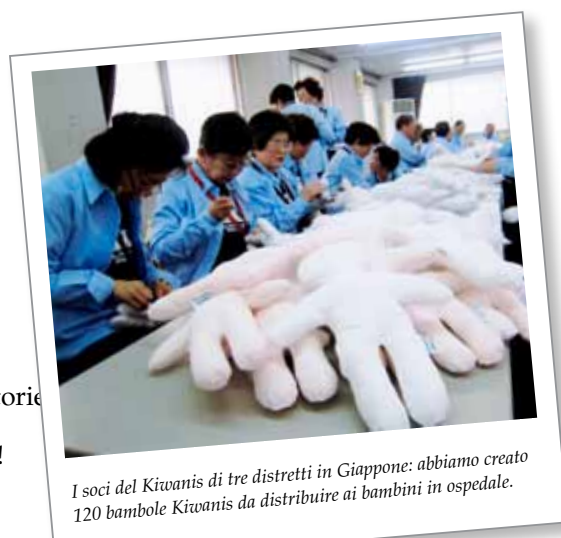 torie
!
I soci del Kiwanis di tre distretti in Giappone: abbiamo creato
120 bambole Kiwanis da distribuire ai bambini in ospedale.